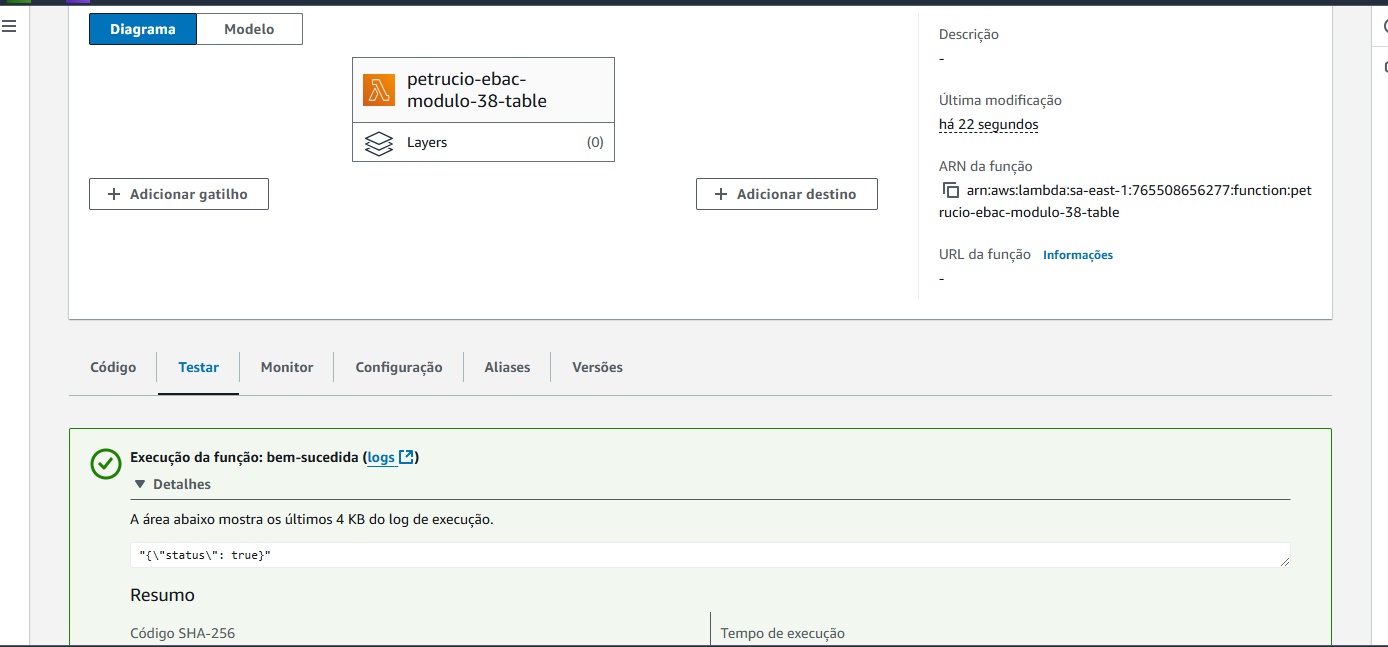 Diagrama
Modelo
petrucio-ebac-
modulo-38-table
Layers
(0)
+ Adicionar gatilho
+ Adicionar destino
Descrição
-
Última modificação
há 22 segundos
ARN da função
arn:aws:lambda:sa-east-1:765508656277:function:pet
rucio-ebac-modulo-38-table
URL da função Informações
-
Código
Testar
Monitor
Configuração
Aliases
Versões
Execução da função: bem-sucedida (logs)
▼ Detalhes
A área abaixo mostra os últimos 4 KB do log de execução.
"{\"status\": true}"
Resumo
Código SHA-256
Tempo de execução